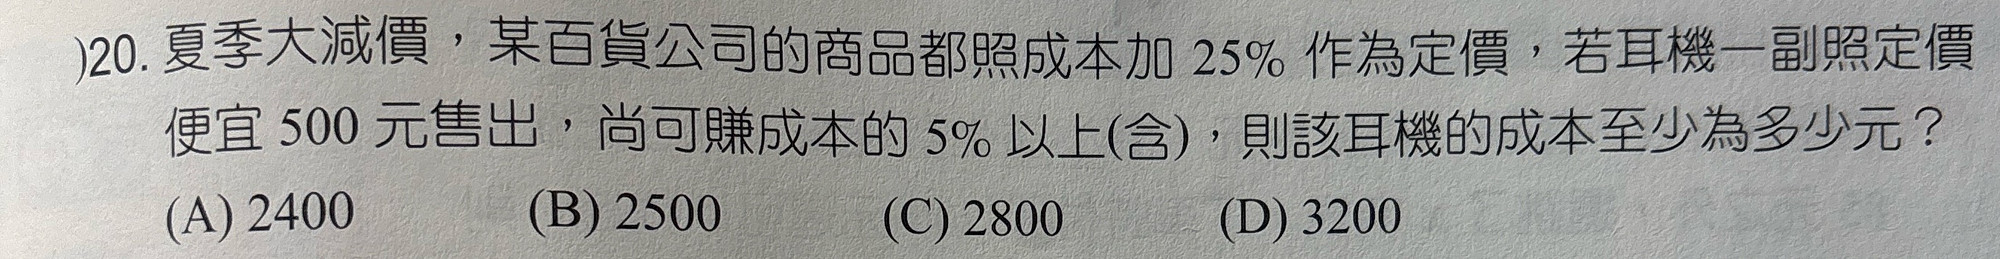 )20. 夏季大減價，某百貨公司的商品都照成本加 25% 作為定價，若耳機一副照定價
便宜 500 元售出，尚可賺成本的 5% 以上(含)，則該耳機的成本至少為多少元？
(A) 2400 (B) 2500 (C) 2800 (D) 3200